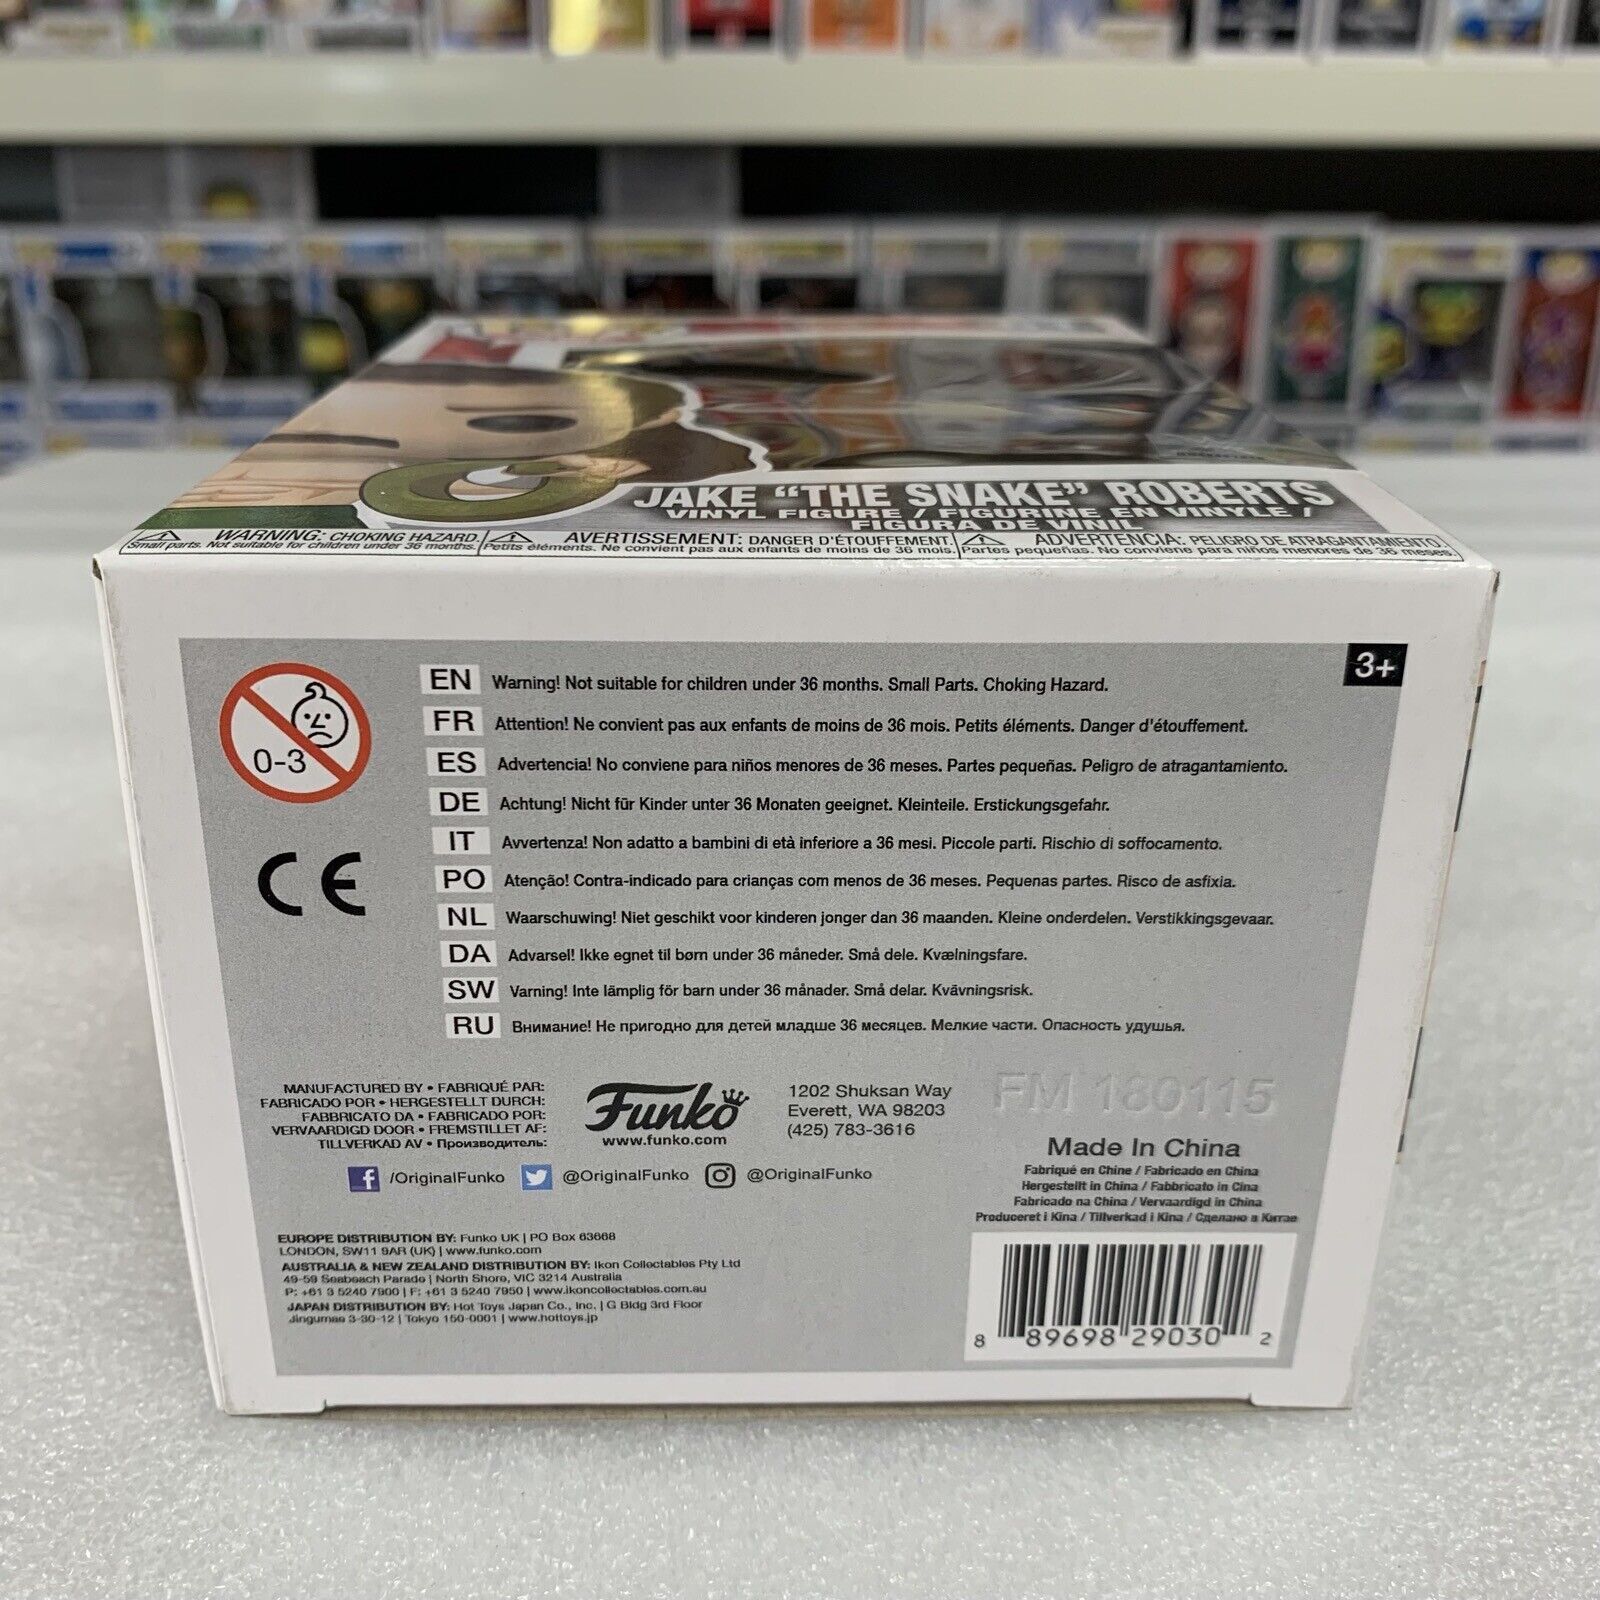 JAKE “THE SNAKE” ROBERTS
VINYL FIGURE / FIGURINE EN VINYLE /
FIGURA DE VINIL
WARNING: CHOKING HAZARD.
Small parts. Not suitable for children under 36 months.
AVERTISSEMENT: DANGER D'ÉTOUFFEMENT.
Petits éléments. Ne convient pas aux enfants de moins de 36 mois.
ADVERTENCIA: PELIGRO DE ATRAGANTAMIENTO.
Partes pequeñas. No conviene para niños menores de 36 meses.
3+
0-3
CE
EN Warning! Not suitable for children under 36 months. Small Parts. Choking Hazard.
FR Attention! Ne convient pas aux enfants de moins de 36 mois. Petits éléments. Danger d'étouffement.
ES Advertencia! No conviene para niños menores de 36 meses. Partes pequeñas. Peligro de atragantamiento.
DE Achtung! Nicht für Kinder unter 36 Monaten geeignet. Kleinteile. Erstickungsgefahr.
IT Avvertenza! Non adatto a bambini di età inferiore a 36 mesi. Piccole parti. Rischio di soffocamento.
PO Atenção! Contra-indicado para crianças com menos de 36 meses. Pequenas partes. Risco de asfixia.
NL Waarschuwing! Niet geschikt voor kinderen jonger dan 36 maanden. Kleine onderdelen. Verstikkingsgevaar.
DA Advarsel! Ikke egnet til børn under 36 måneder. Små dele. Kvælningsfare.
SW Varning! Inte lämplig för barn under 36 månader. Små delar. Kvävningsrisk.
RU Внимание! Не пригодно для детей младше 36 месяцев. Мелкие части. Опасность удушья.
MANUFACTURED BY • FABRIQUÉ PAR:
FABRICADO POR • HERGESTELLT DURCH:
FABBRICATO DA • FABRICADO POR:
VERVAARDIGD DOOR • FREMSTILLET AF:
TILLVERKAD AV • Производитель:
Funko
www.funko.com
1202 Shuksan Way
Everett, WA 98203
(425) 783-3616
/OriginalFunko @OriginalFunko @OriginalFunko
FM 180115
Made In China
Fabriqué en Chine / Fabricado en China
Hergestellt in China / Fabbricato in Cina
Fabricado na China / Vervaardigd in China
Produceret i Kina / Tillverkad i Kina / Сделано в Китае
EUROPE DISTRIBUTION BY: Funko UK | PO Box 63668
LONDON, SW11 9AR (UK) | www.funko.com
AUSTRALIA & NEW ZEALAND DISTRIBUTION BY: Ikon Collectables Pty Ltd
49-59 Seabeach Parade | North Shore, VIC 3214 Australia
P: +61 3 5240 7900 | F: +61 3 5240 7950 | www.ikoncollectables.com.au
JAPAN DISTRIBUTION BY: Hot Toys Japan Co., Inc. | G Bldg 3rd Floor
Jingumae 3-30-12 | Tokyo 150-0001 | www.hottoys.jp
8 89698 29030 2